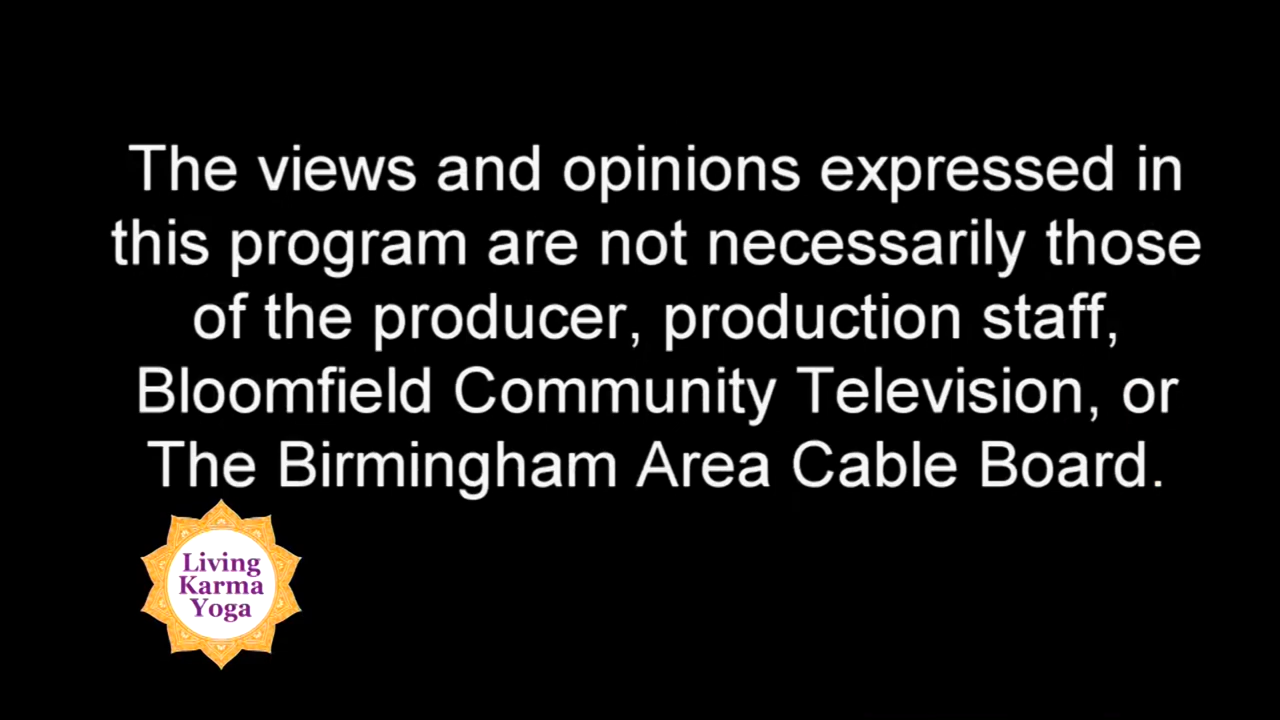 The views and opinions expressed in
this program are not necessarily those
of the producer, production staff,
Bloomfield Community Television, or
The Birmingham Area Cable Board.
Living
Karma
Yoga